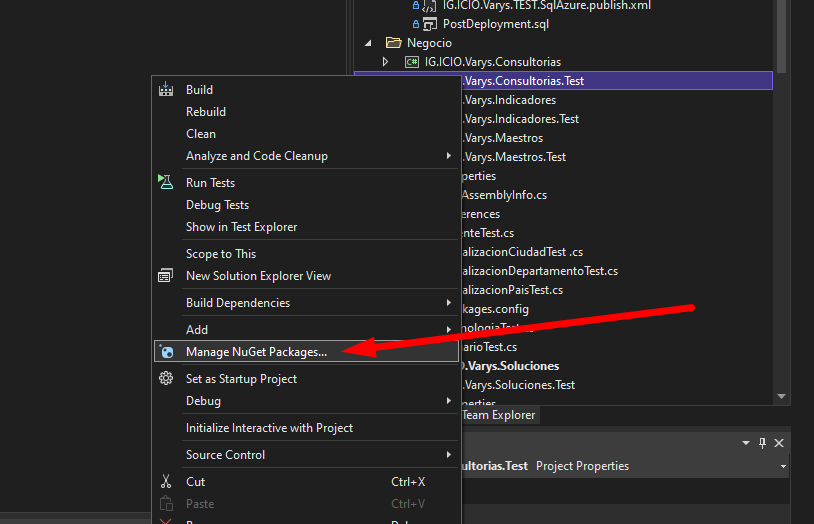 IG.ICIO.Varys.TEST.SqlAzure.publish.xml
PostDeployment.sql
Negocio
C# IG.ICIO.Varys.Consultorias
.Varys.Consultorias.Test
.Varys.Indicadores
.Varys.Indicadores.Test
.Varys.Maestros
.Varys.Maestros.Test
perties
AssemblyInfo.cs
erences
enteTest.cs
alizacionCiudadTest .cs
alizacionDepartamentoTest.cs
alizacionPaisTest.cs
kages.config
nologiaTest.cs
arioTest.cs
.Varys.Soluciones
.Varys.Soluciones.Test
perties
Team Explorer
ultorias.Test Project Properties
Build
Rebuild
Clean
Analyze and Code Cleanup
Run Tests
Debug Tests
Show in Test Explorer
Scope to This
New Solution Explorer View
Build Dependencies
Add
Manage NuGet Packages...
Set as Startup Project
Debug
Initialize Interactive with Project
Source Control
Cut Ctrl+X
Paste Ctrl+V